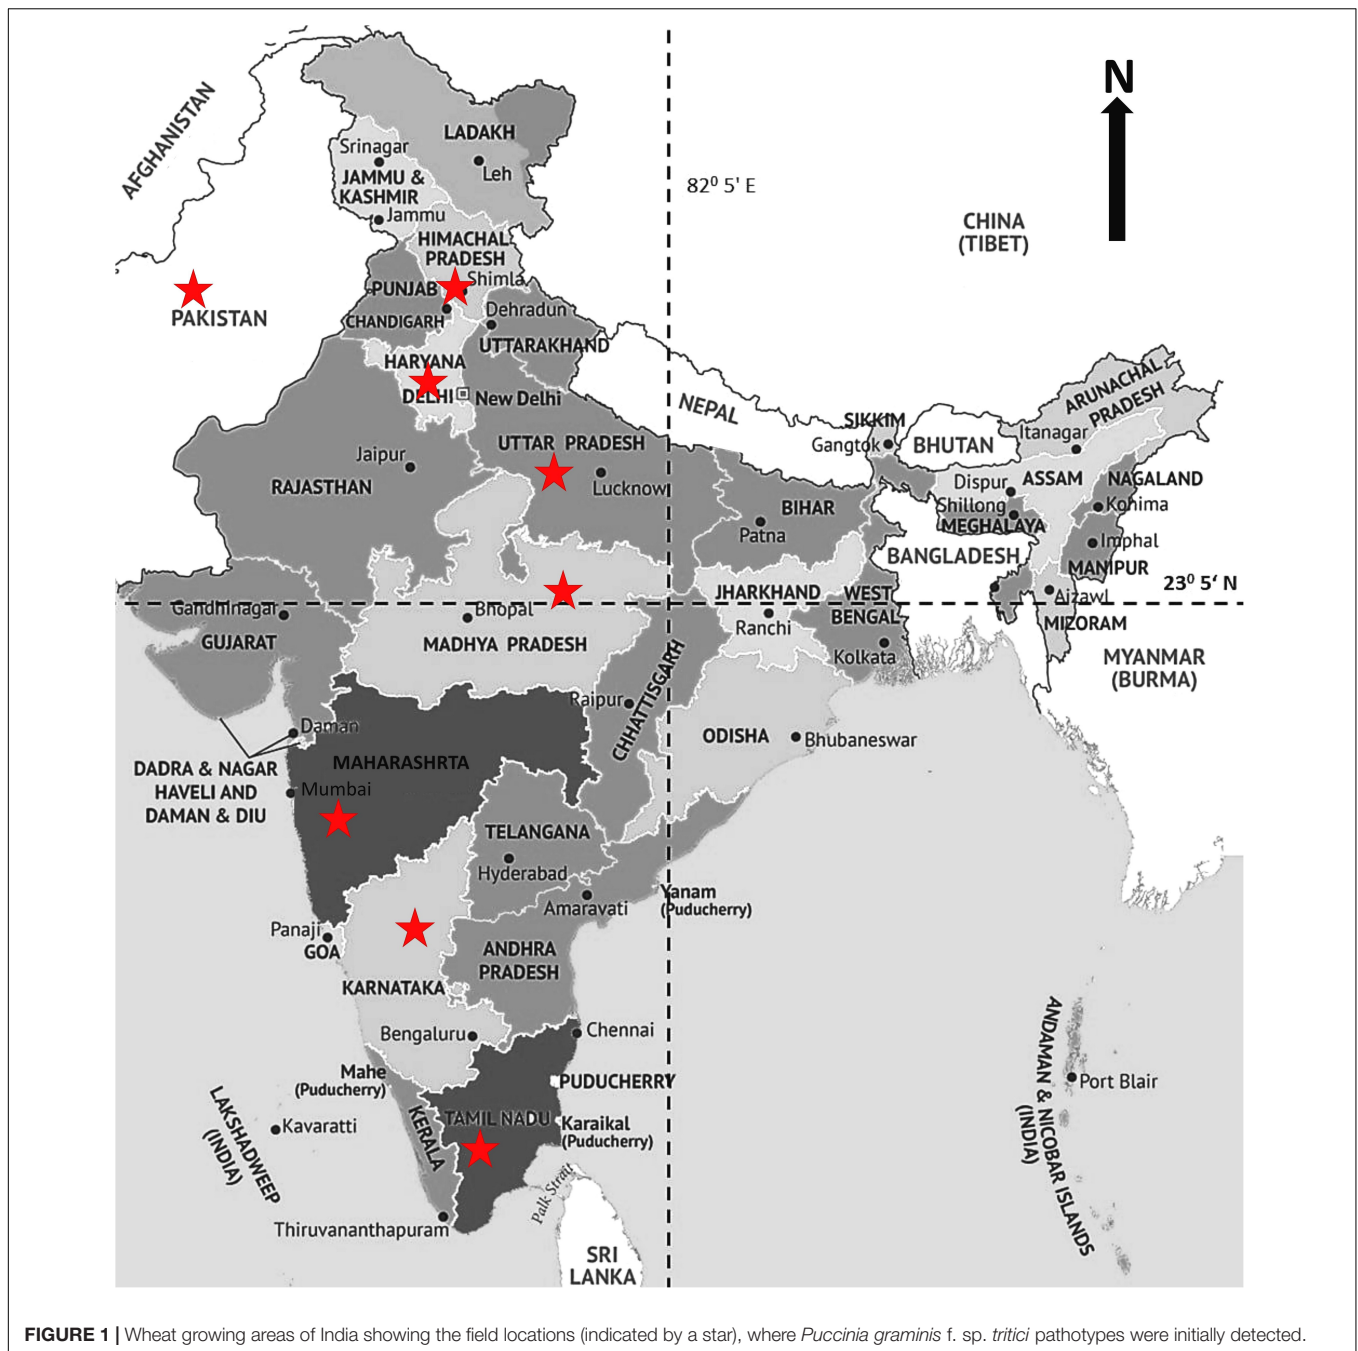 N
AFGHANISTAN
LADAKH
Srinagar
Leh
JAMMU &
KASHMIR
Jammu
82⁰ 5' E
CHINA
(TIBET)
HIMACHAL
PRADESH
Shimla
PUNJAB
PAKISTAN
CHANDIGARH
Dehradun
UTTARAKHAND
HARYANA
DELHI
New Delhi
NEPAL
SIKKIM
Gangtok
BHUTAN
ARUNACHAL
PRADESH
Itanagar
UTTAR PRADESH
Jaipur
Lucknow
RAJASTHAN
BIHAR
Patna
Dispur
ASSAM
NAGALAND
Shillong
Kohima
MEGHALAYA
Imphal
BANGLADESH
MANIPUR
23⁰ 5' N
Gandhinagar
Bhopal
JHARKHAND
WEST
BENGAL
Aizawl
GUJARAT
MADHYA PRADESH
Ranchi
Kolkata
MIZORAM
MYANMAR
(BURMA)
Raipur
CHHATTISGARH
Daman
ODISHA
Bhubaneswar
DADRA & NAGAR
HAVELI AND
DAMAN & DIU
MAHARASHRTA
Mumbai
TELANGANA
Hyderabad
Amaravati
Yanam
(Puducherry)
Panaji
GOA
ANDHRA
PRADESH
KARNATAKA
Bengaluru
Chennai
Mahe
(Puducherry)
PUDUCHERRY
Port Blair
ANDAMAN & NICOBAR ISLANDS
(INDIA)
LAKSHADWEEP
(INDIA)
Kavaratti
KERALA
TAMIL NADU
Karaikal
(Puducherry)
Palk Strait
Thiruvananthapuram
SRI
LANKA
FIGURE 1 | Wheat growing areas of India showing the field locations (indicated by a star), where Puccinia graminis f. sp. tritici pathotypes were initially detected.